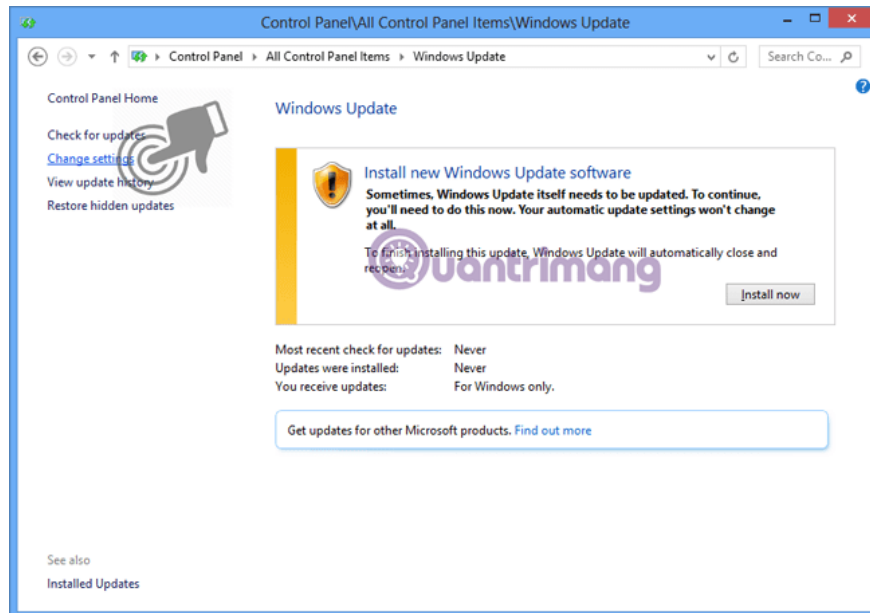 Control Panel\All Control Panel Items\Windows Update
Control Panel All Control Panel Items Windows Update
Search Co...
Control Panel Home
Check for updates
Change settings
View update history
Restore hidden updates
Windows Update
Install new Windows Update software
Sometimes, Windows Update itself needs to be updated. To continue,
you'll need to do this now. Your automatic update settings won't change
at all.
To finish installing this update, Windows Update will automatically close and
reopen.
Quantrimang
Install now
Most recent check for updates: Never
Updates were installed: Never
You receive updates: For Windows only.
Get updates for other Microsoft products. Find out more
See also
Installed Updates